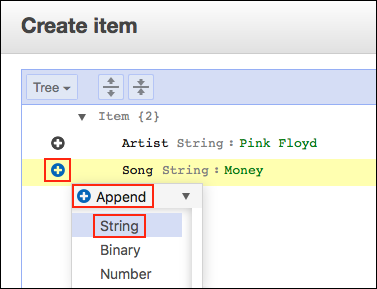 Create item
Tree
Item {2}
Artist String : Pink Floyd
Song String : Money
Append
String
Binary
Number